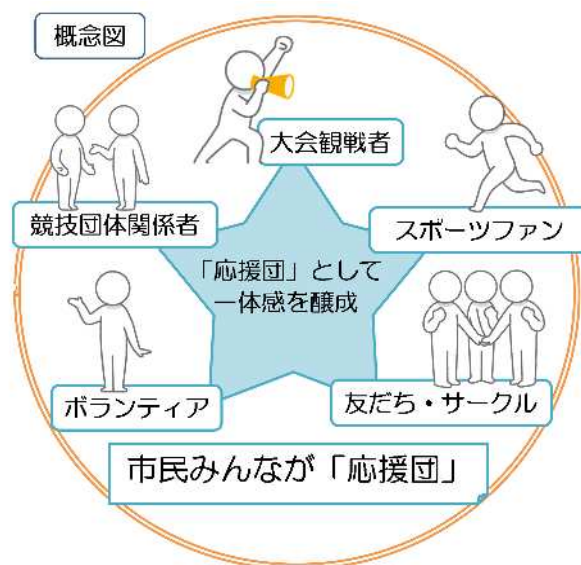 概念図
大会観戦者
競技団体関係者
スポーツファン
「応援団」として
一体感を醸成
ボランティア
友だち・サークル
市民みんなが「応援団」